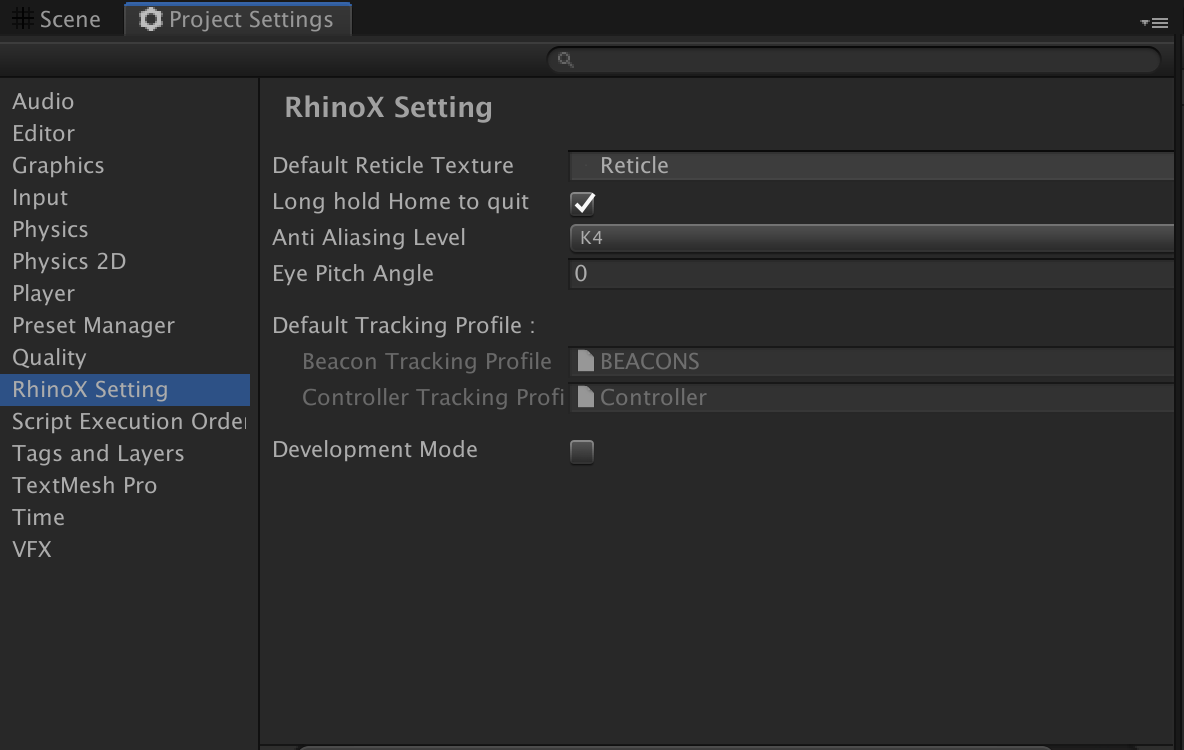 Scene
Project Settings
Audio
Editor
Graphics
Input
Physics
Physics 2D
Player
Preset Manager
Quality
RhinoX Setting
Script Execution Order
Tags and Layers
TextMesh Pro
Time
VFX
RhinoX Setting
Default Reticle Texture Reticle
Long hold Home to quit
Anti Aliasing Level K4
Eye Pitch Angle 0
Default Tracking Profile :
Beacon Tracking Profile BEACONS
Controller Tracking Profi Controller
Development Mode